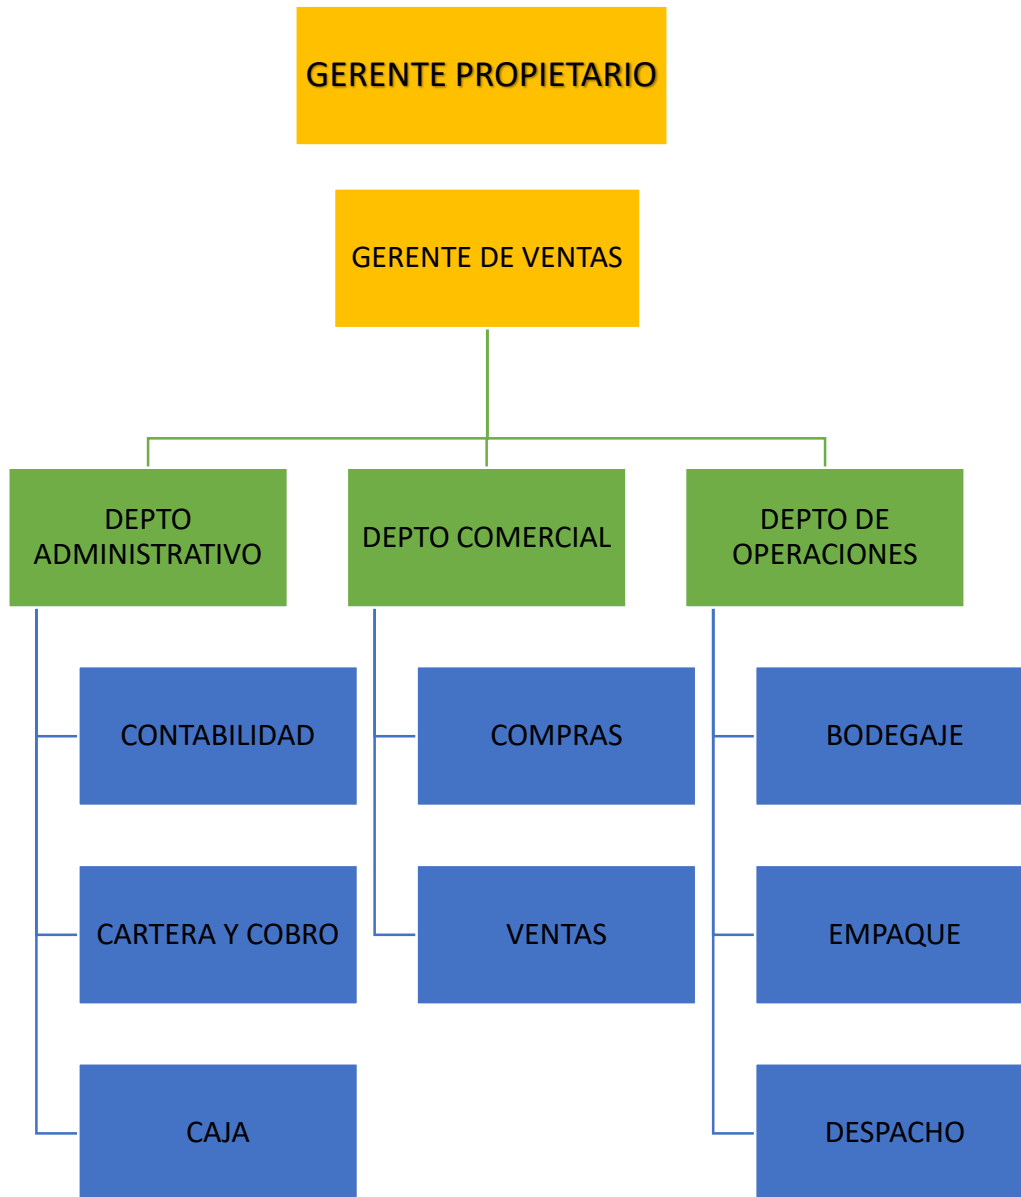 GERENTE PROPIETARIO
GERENTE DE VENTAS
DEPTO
ADMINISTRATIVO
DEPTO COMERCIAL
DEPTO DE
OPERACIONES
CONTABILIDAD
COMPRAS
BODEGAJE
CARTERA Y COBRO
VENTAS
EMPAQUE
CAJA
DESPACHO